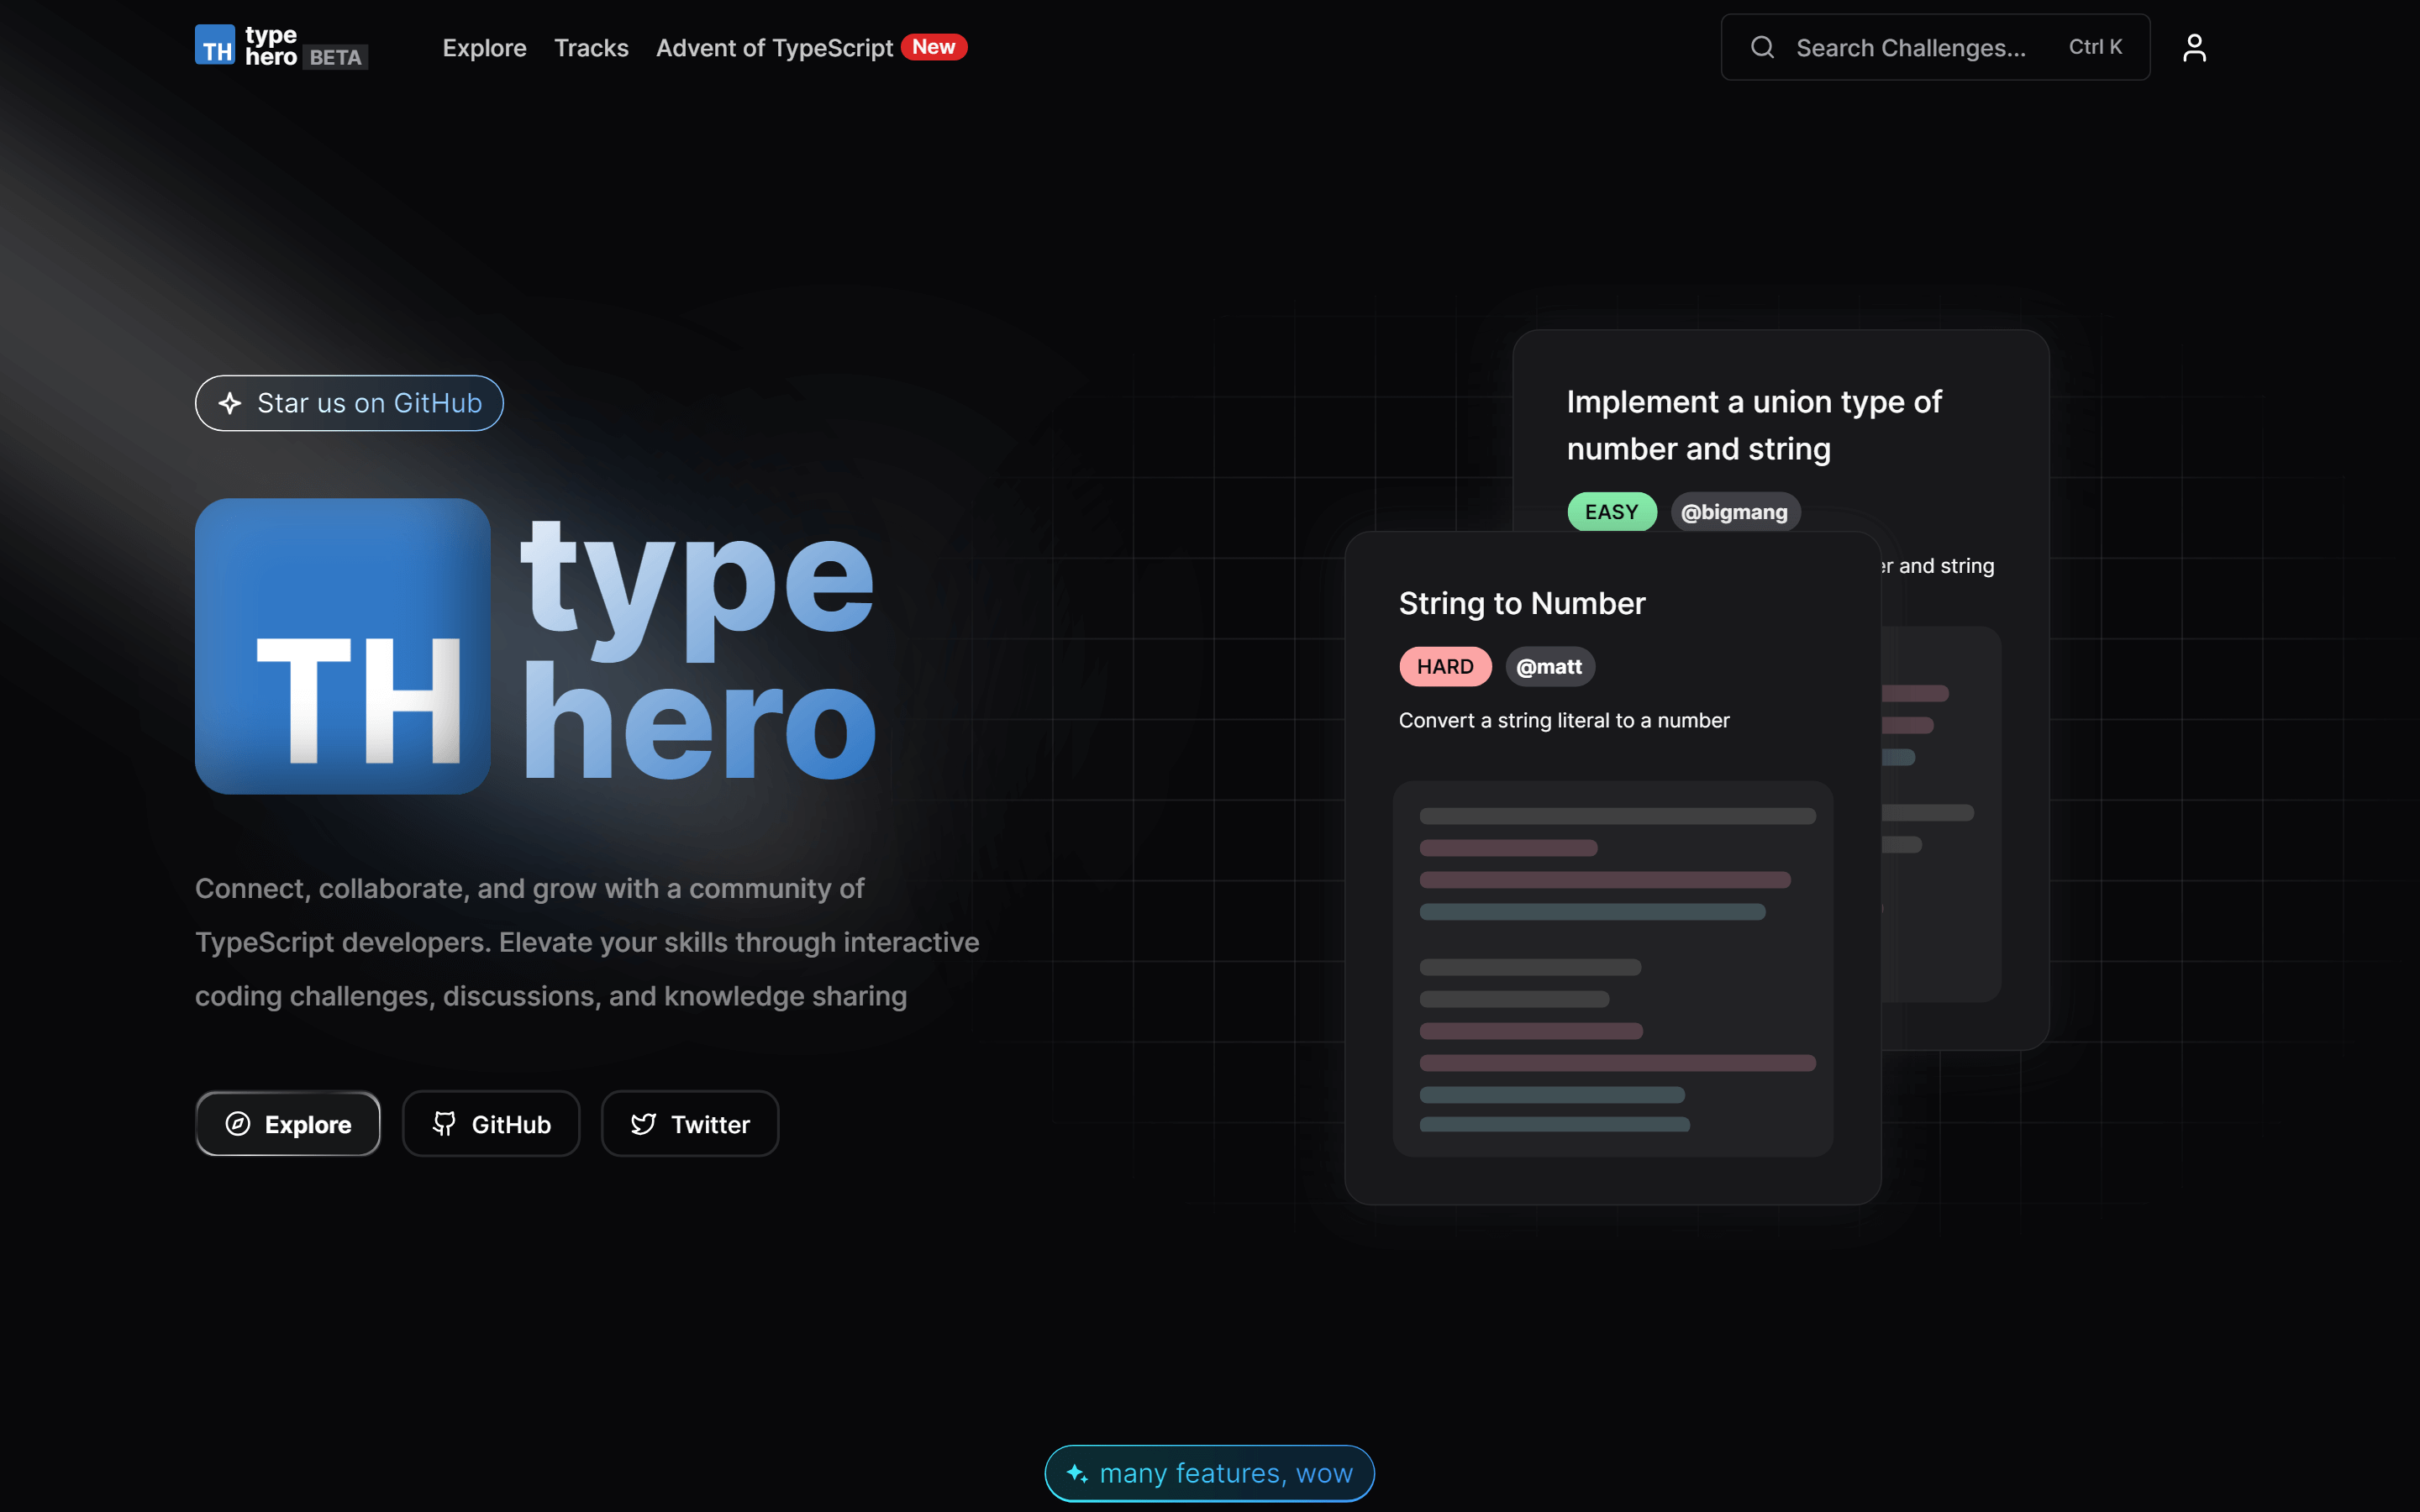 TH type hero BETA
Explore Tracks Advent of TypeScript New
Search Challenges... Ctrl K
Star us on GitHub
TH
type
hero
Connect, collaborate, and grow with a community of
TypeScript developers. Elevate your skills through interactive
coding challenges, discussions, and knowledge sharing
Explore GitHub Twitter
Implement a union type of
number and string
EASY @bigmang
and string
String to Number
HARD @matt
Convert a string literal to a number
many features, wow